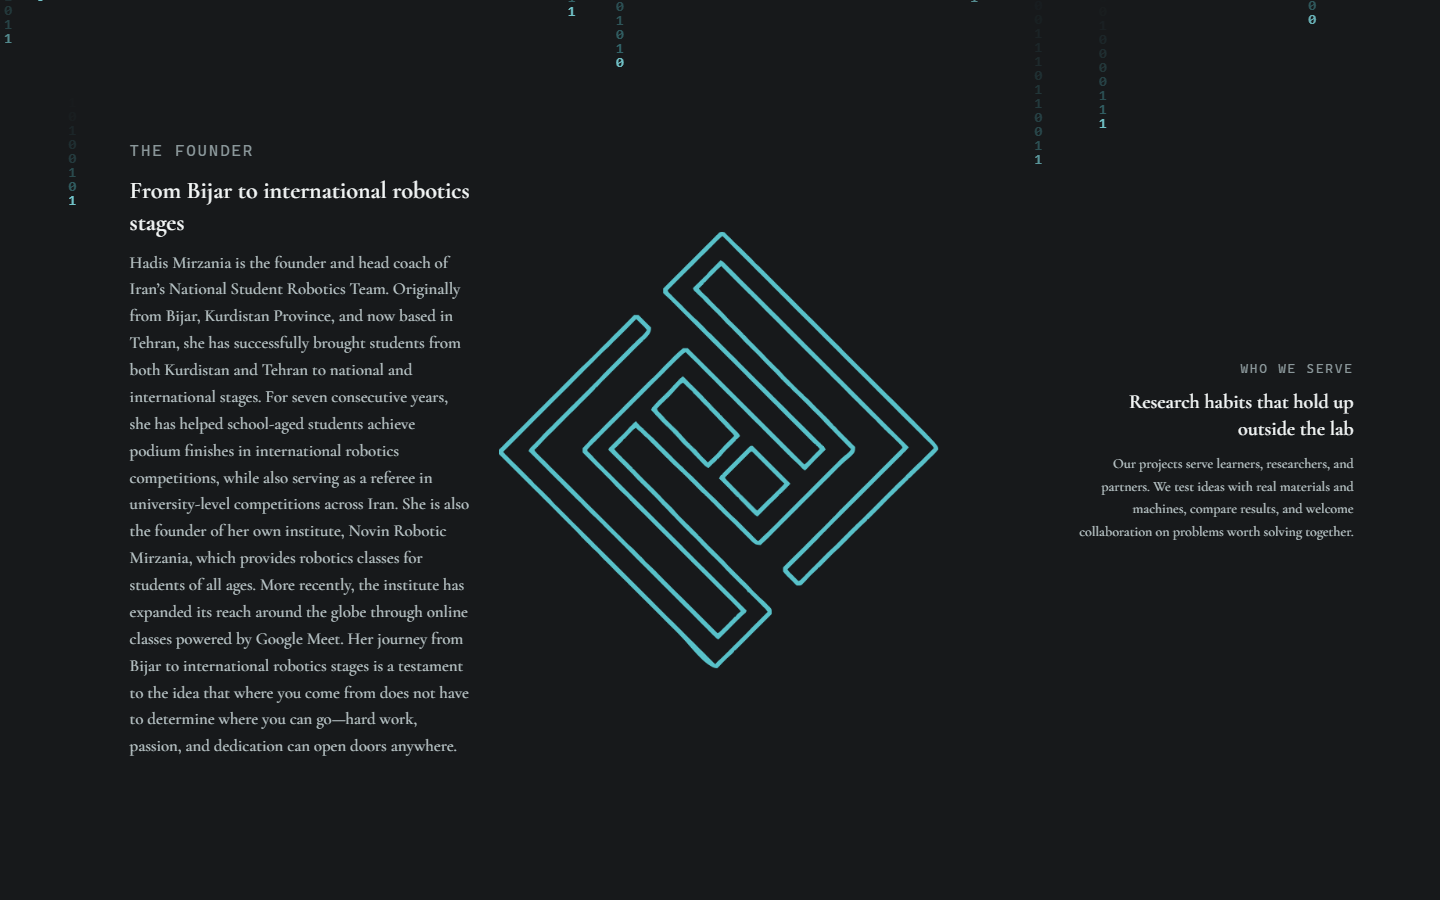 THE FOUNDER
From Bijar to international robotics
stages
Hadis Mirzania is the founder and head coach of
Iran’s National Student Robotics Team. Originally
from Bijar, Kurdistan Province, and now based in
Tehran, she has successfully brought students from
both Kurdistan and Tehran to national and
international stages. For seven consecutive years,
she has helped school-aged students achieve
podium finishes in international robotics
competitions, while also serving as a referee in
university-level competitions across Iran. She is also
the founder of her own institute, Novin Robotic
Mirzania, which provides robotics classes for
students of all ages. More recently, the institute has
expanded its reach around the globe through online
classes powered by Google Meet. Her journey from
Bijar to international robotics stages is a testament
to the idea that where you come from does not have
to determine where you can go—hard work,
passion, and dedication can open doors anywhere.
WHO WE SERVE
Research habits that hold up
outside the lab
Our projects serve learners, researchers, and
partners. We test ideas with real materials and
machines, compare results, and welcome
collaboration on problems worth solving together.